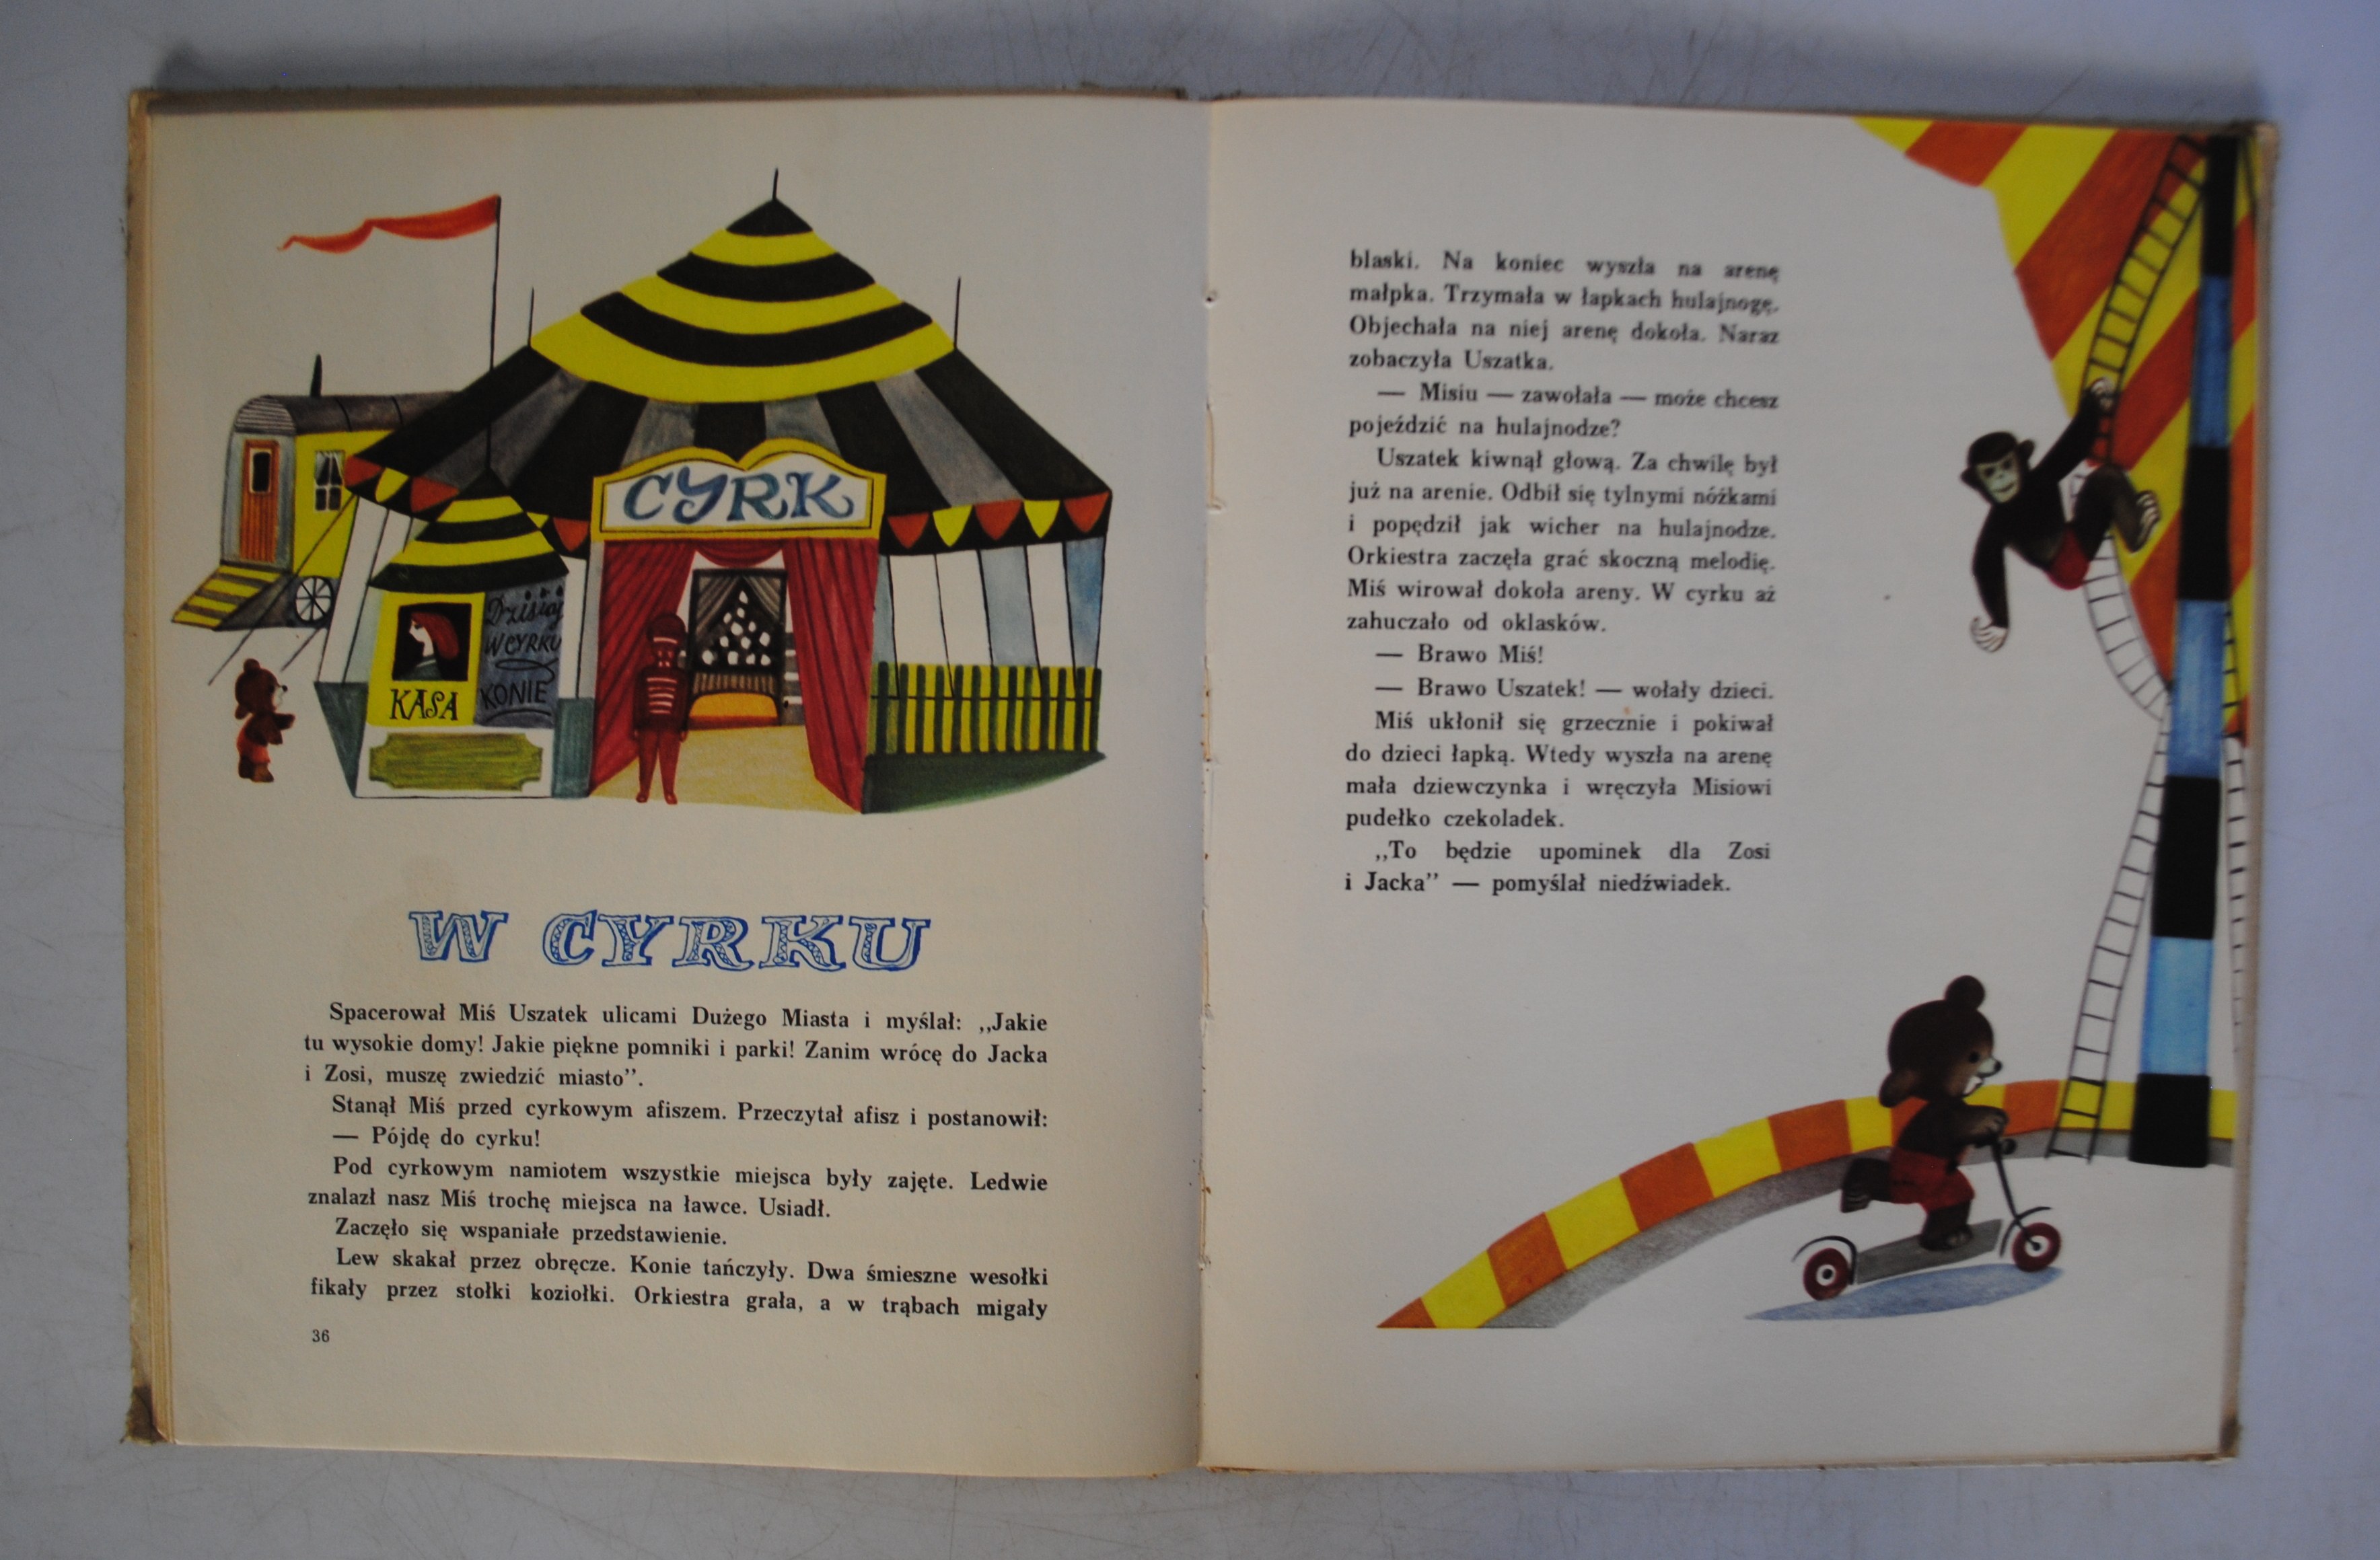 CYRK
Dzisiaj
W CYRKU
KONIE
KASA
W CYRKU
Spacerował Miś Uszatek ulicami Dużego Miasta i myślał: „Jakie
tu wysokie domy! Jakie piękne pomniki i parki! Zanim wrócę do Jacka
i Zosi, muszę zwiedzić miasto”.
Stanął Miś przed cyrkowym afiszem. Przeczytał afisz i postanowił:
— Pójdę do cyrku!
Pod cyrkowym namiotem wszystkie miejsca były zajęte. Ledwie
znalazł nasz Miś trochę miejsca na ławce. Usiadł.
Zaczęło się wspaniałe przedstawienie.
Lew skakał przez obręcze. Konie tańczyły. Dwa śmieszne wesołki
fikały przez stołki koziołki. Orkiestra grała, a w trąbach migały
36
blaski. Na koniec wyszła na arenę
małpka. Trzymała w łapkach hulajnogę.
Objechała na niej arenę dokoła. Naraz
zobaczyła Uszatka.
— Misiu — zawołała — może chcesz
pojeździć na hulajnodze?
Uszatek kiwnął głową. Za chwilę był
już na arenie. Odbił się tylnymi nóżkami
i popędził jak wicher na hulajnodze.
Orkiestra zaczęła grać skoczną melodię.
Miś wirował dokoła areny. W cyrku aż
zahuczało od oklasków.
— Brawo Miś!
— Brawo Uszatek! — wołały dzieci.
Miś ukłonił się grzecznie i pokiwał
do dzieci łapką. Wtedy wyszła na arenę
mała dziewczynka i wręczyła Misiowi
pudełko czekoladek.
„To będzie upominek dla Zosi
i Jacka” — pomyślał niedźwiadek.